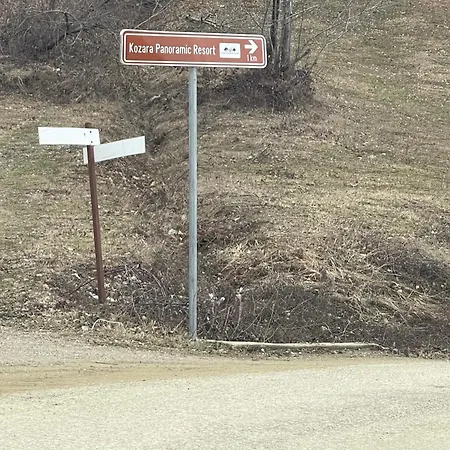 Kozara Panoramic Resort
1 km